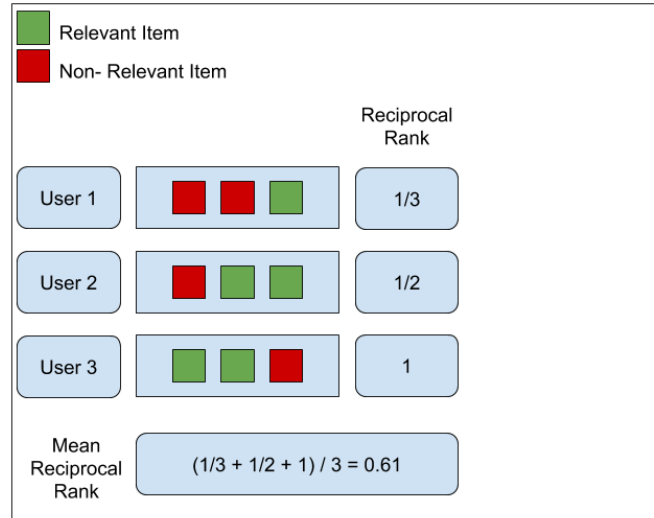 Relevant Item
Non- Relevant Item
Reciprocal
Rank
User 1
1/3
User 2
1/2
User 3
1
Mean
Reciprocal
Rank
(1/3 + 1/2 + 1) / 3 = 0.61